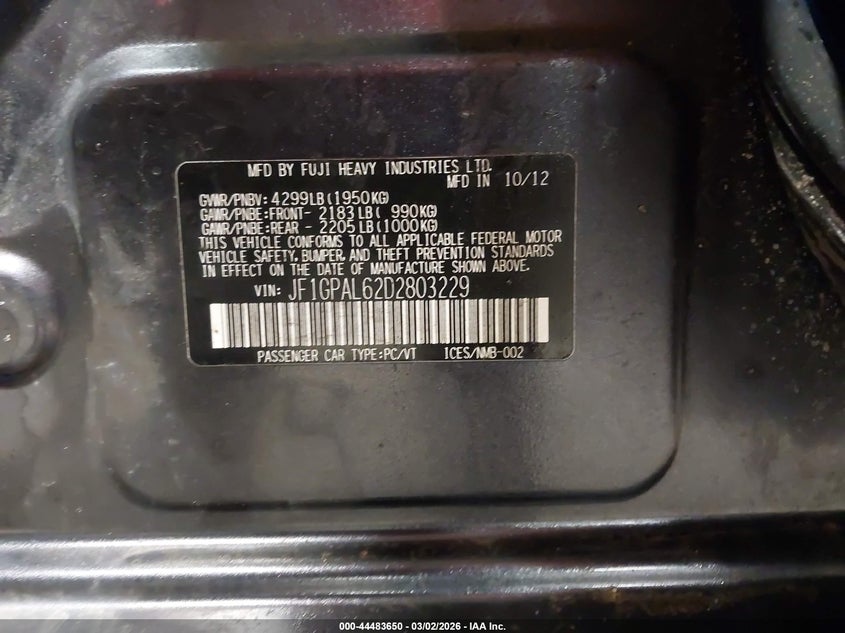 MFD BY FUJI HEAVY INDUSTRIES LTD.
MFD IN 10/12
GVWR/PNBV: 4299LB(1950KG)
GAWR/PNBE:FRONT- 2183LB( 990KG)
GAWR/PNBE:REAR - 2205LB(1000KG)
THIS VEHICLE CONFORMS TO ALL APPLICABLE FEDERAL MOTOR
VEHICLE SAFETY, BUMPER, AND THEFT PREVENTION STANDARDS
IN EFFECT ON THE DATE OF MANUFACTURE SHOWN ABOVE.
VIN: JF1GPAL62D2803229
PASSENGER CAR TYPE:PC/VT ICES/NMB-002
000-44483650 - 03/02/2026 - IAA Inc.